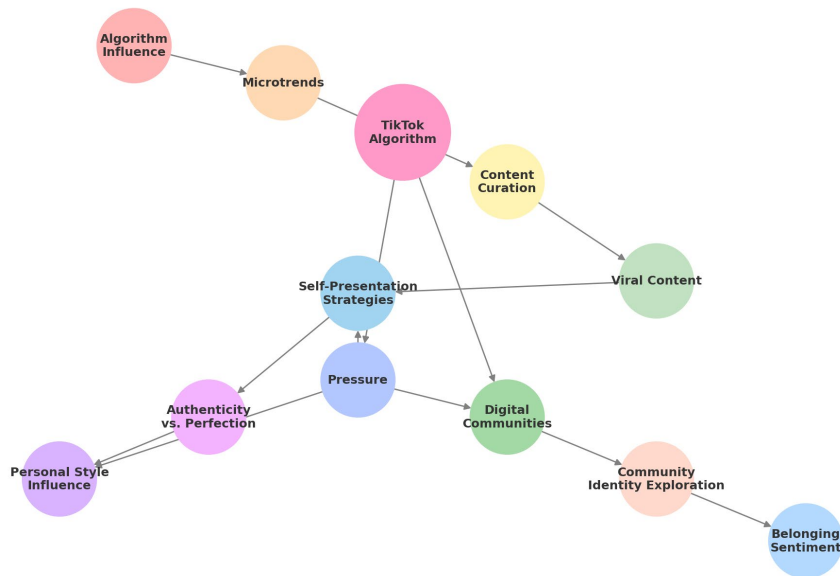 Algorithm
Influence
Microtrends
TikTok
Algorithm
Content
Curation
Viral Content
Self-Presentation
Strategies
Pressure
Authenticity
vs. Perfection
Digital
Communities
Personal Style
Influence
Community
Identity Exploration
Belonging
Sentiment